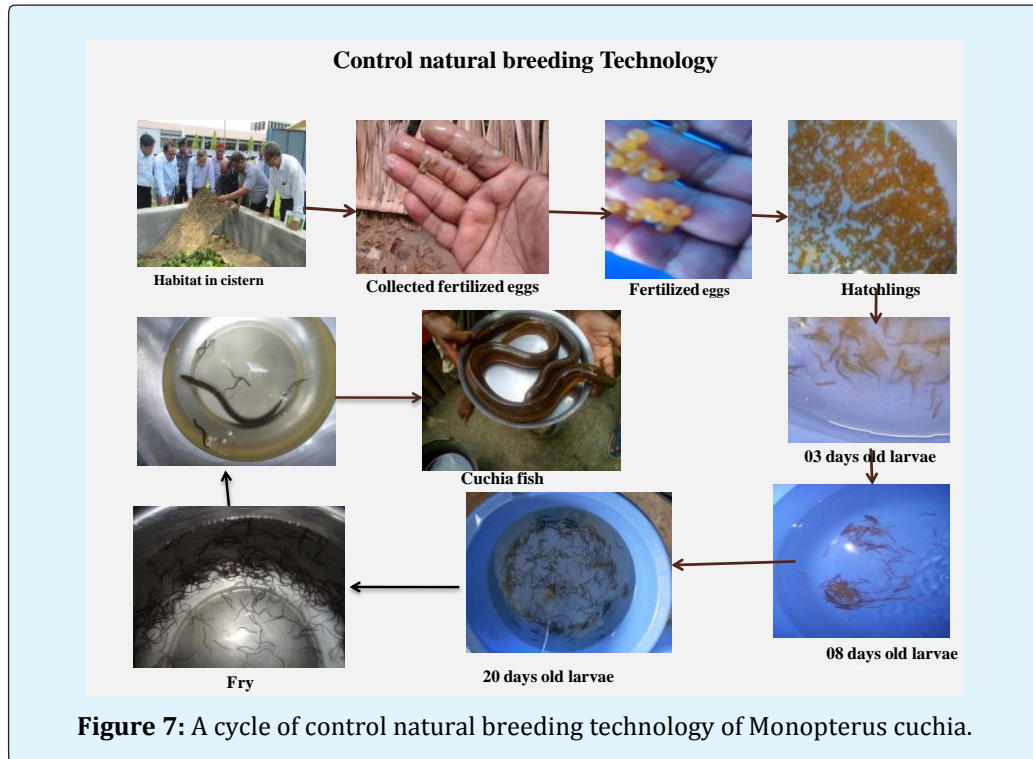 Control natural breeding Technology
Habitat in cistern
Collected fertilized eggs
Fertilized eggs
Hatchlings
03 days old larvae
Cuchia fish
08 days old larvae
20 days old larvae
Fry
Figure 7: A cycle of control natural breeding technology of Monopterus cuchia.